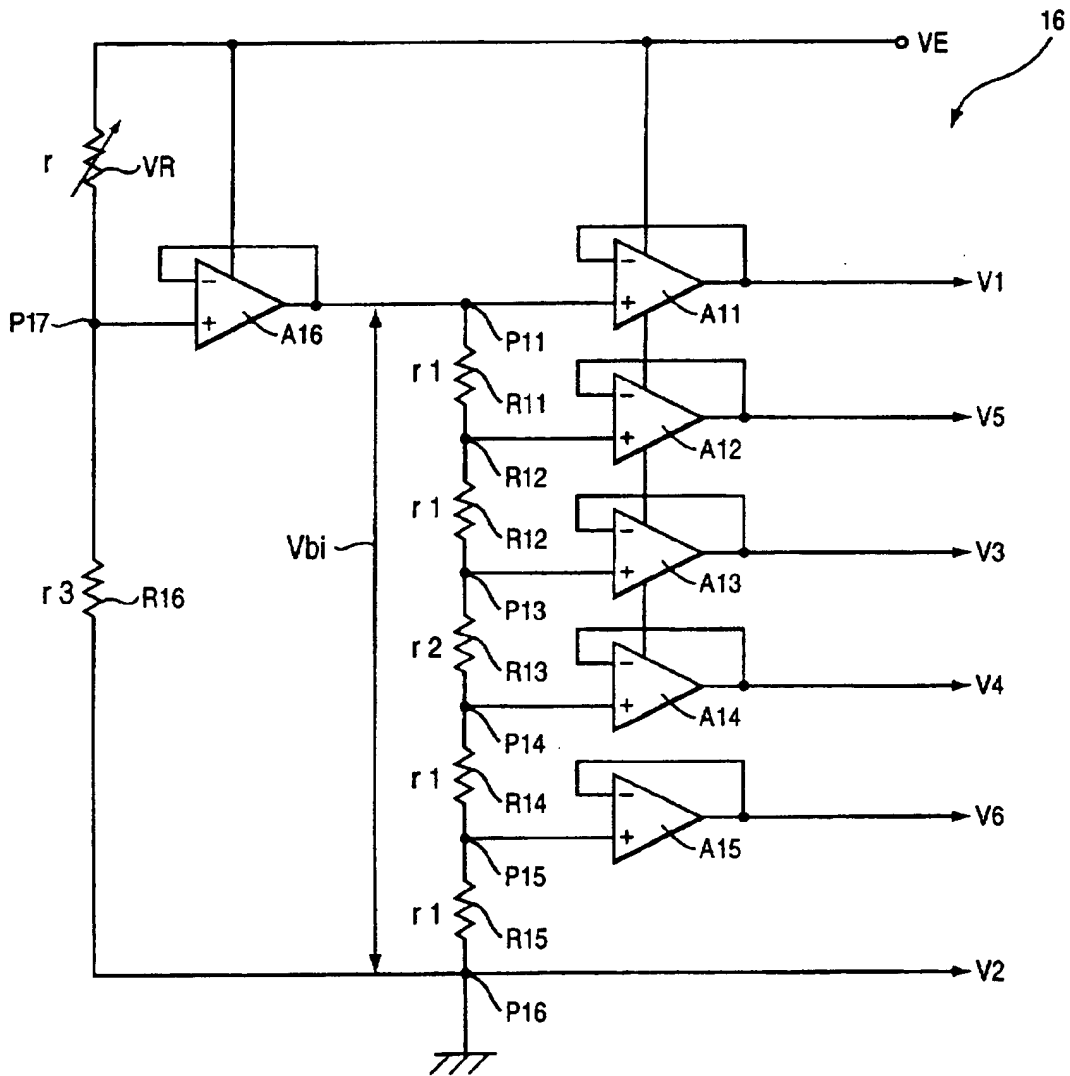 16
VE
r
VR
−
+
A16
P17
−
+
A11
V1
P11
r 1
R11
−
+
A12
V5
R12
r 1
R12
Vbi
−
+
A13
V3
P13
r 3
R16
r 2
R13
−
+
A14
V4
P14
r 1
R14
−
+
A15
V6
P15
r 1
R15
V2
P16